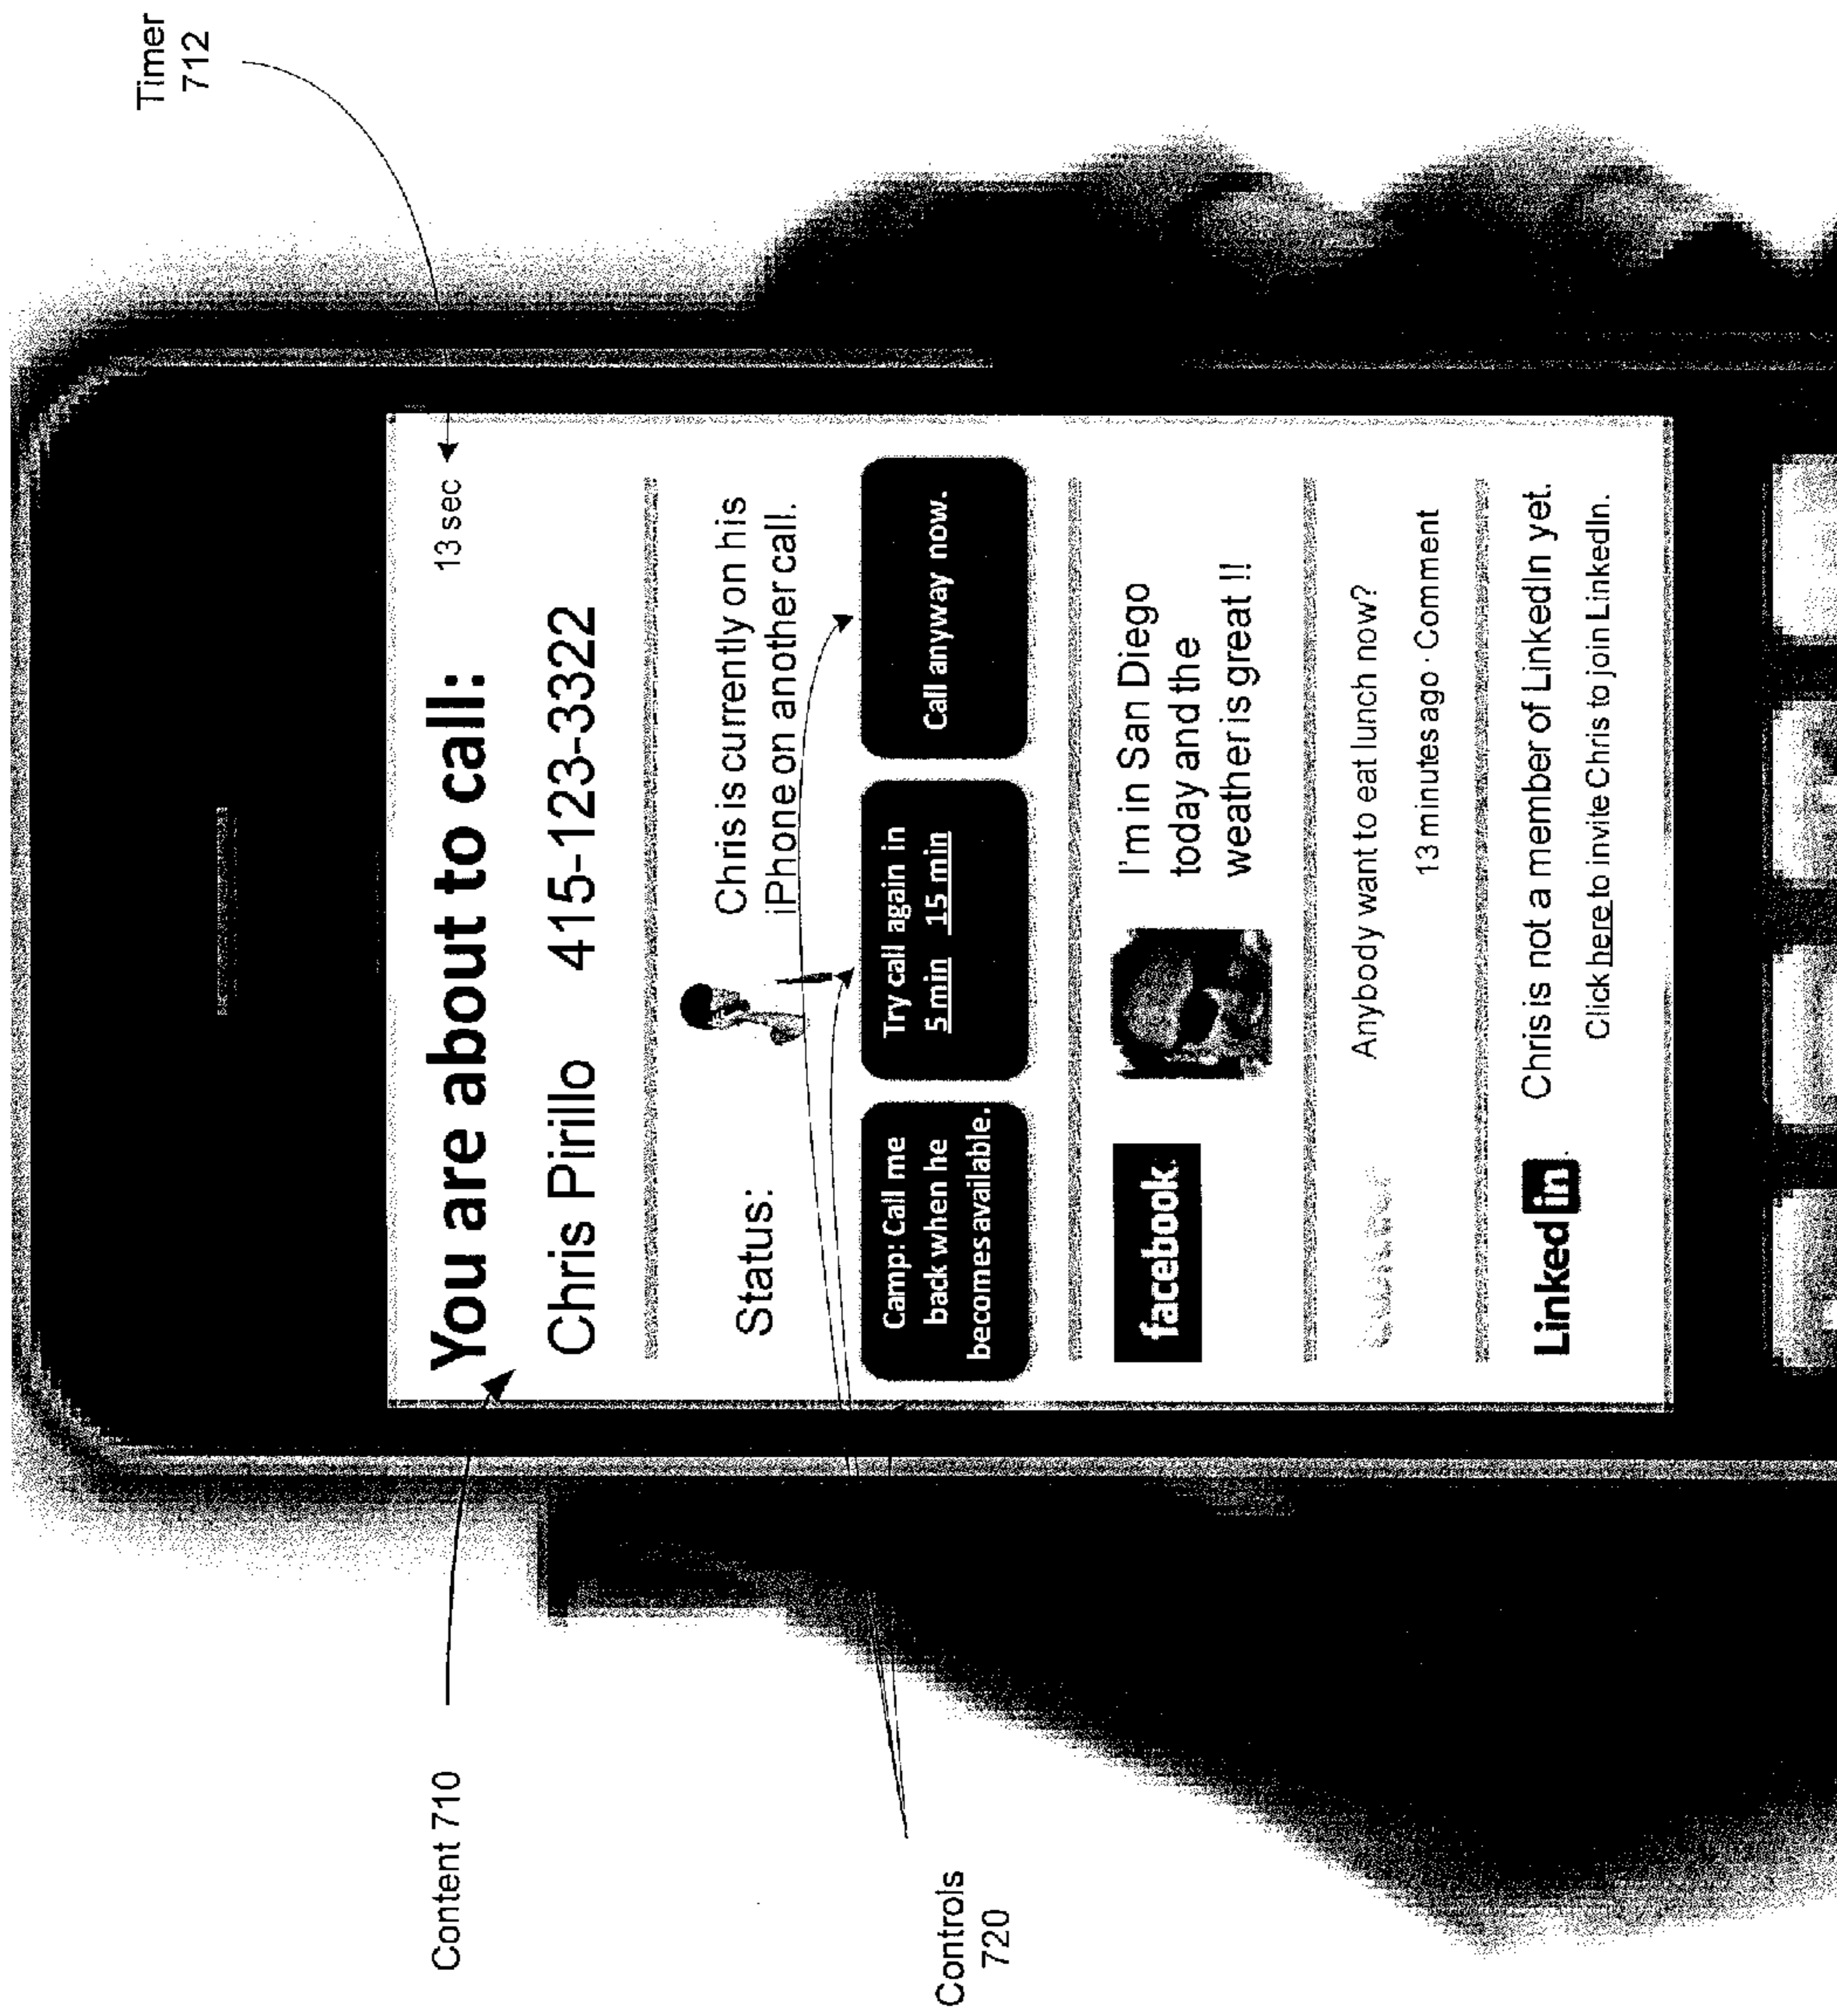 Timer
712
You are about to call: 13 sec
Chris Pirillo 415-123-3322
Status:
Chris is currently on his
iPhone on another call.
Camp: Call me
back when he
becomes available.
Try call again in
5 min 15 min
Call anyway now.
facebook
I'm in San Diego
today and the
weather is great !!
Anybody want to eat lunch now?
13 minutes ago · Comment
Linked in
Chris is not a member of LinkedIn yet.
Click here to invite Chris to join LinkedIn.
Content 710
Controls
720